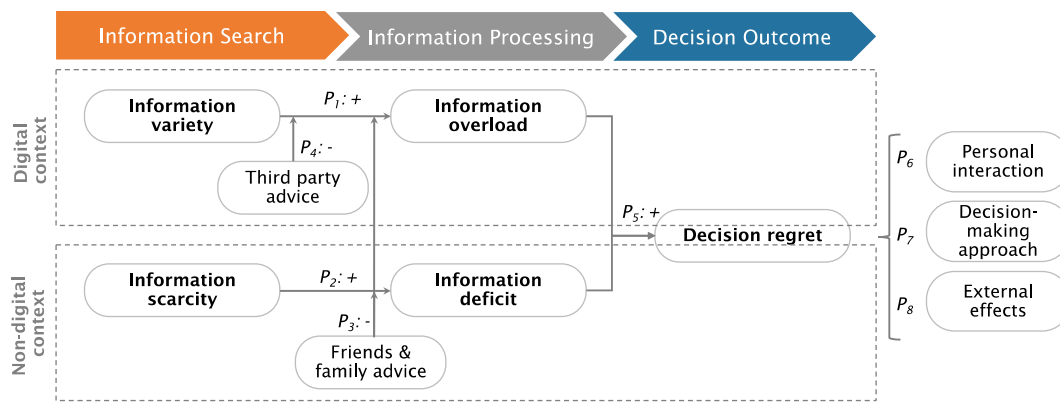 Information Search
Information Processing
Decision Outcome
Digital
context
Information
variety
P1: +
Information
overload
P4: -
Third party
advice
P5: +
Decision regret
Non-digital
context
Information
scarcity
P2: +
Information
deficit
P3: -
Friends &
family advice
P6
Personal
interaction
P7
Decision-
making
approach
P8
External
effects